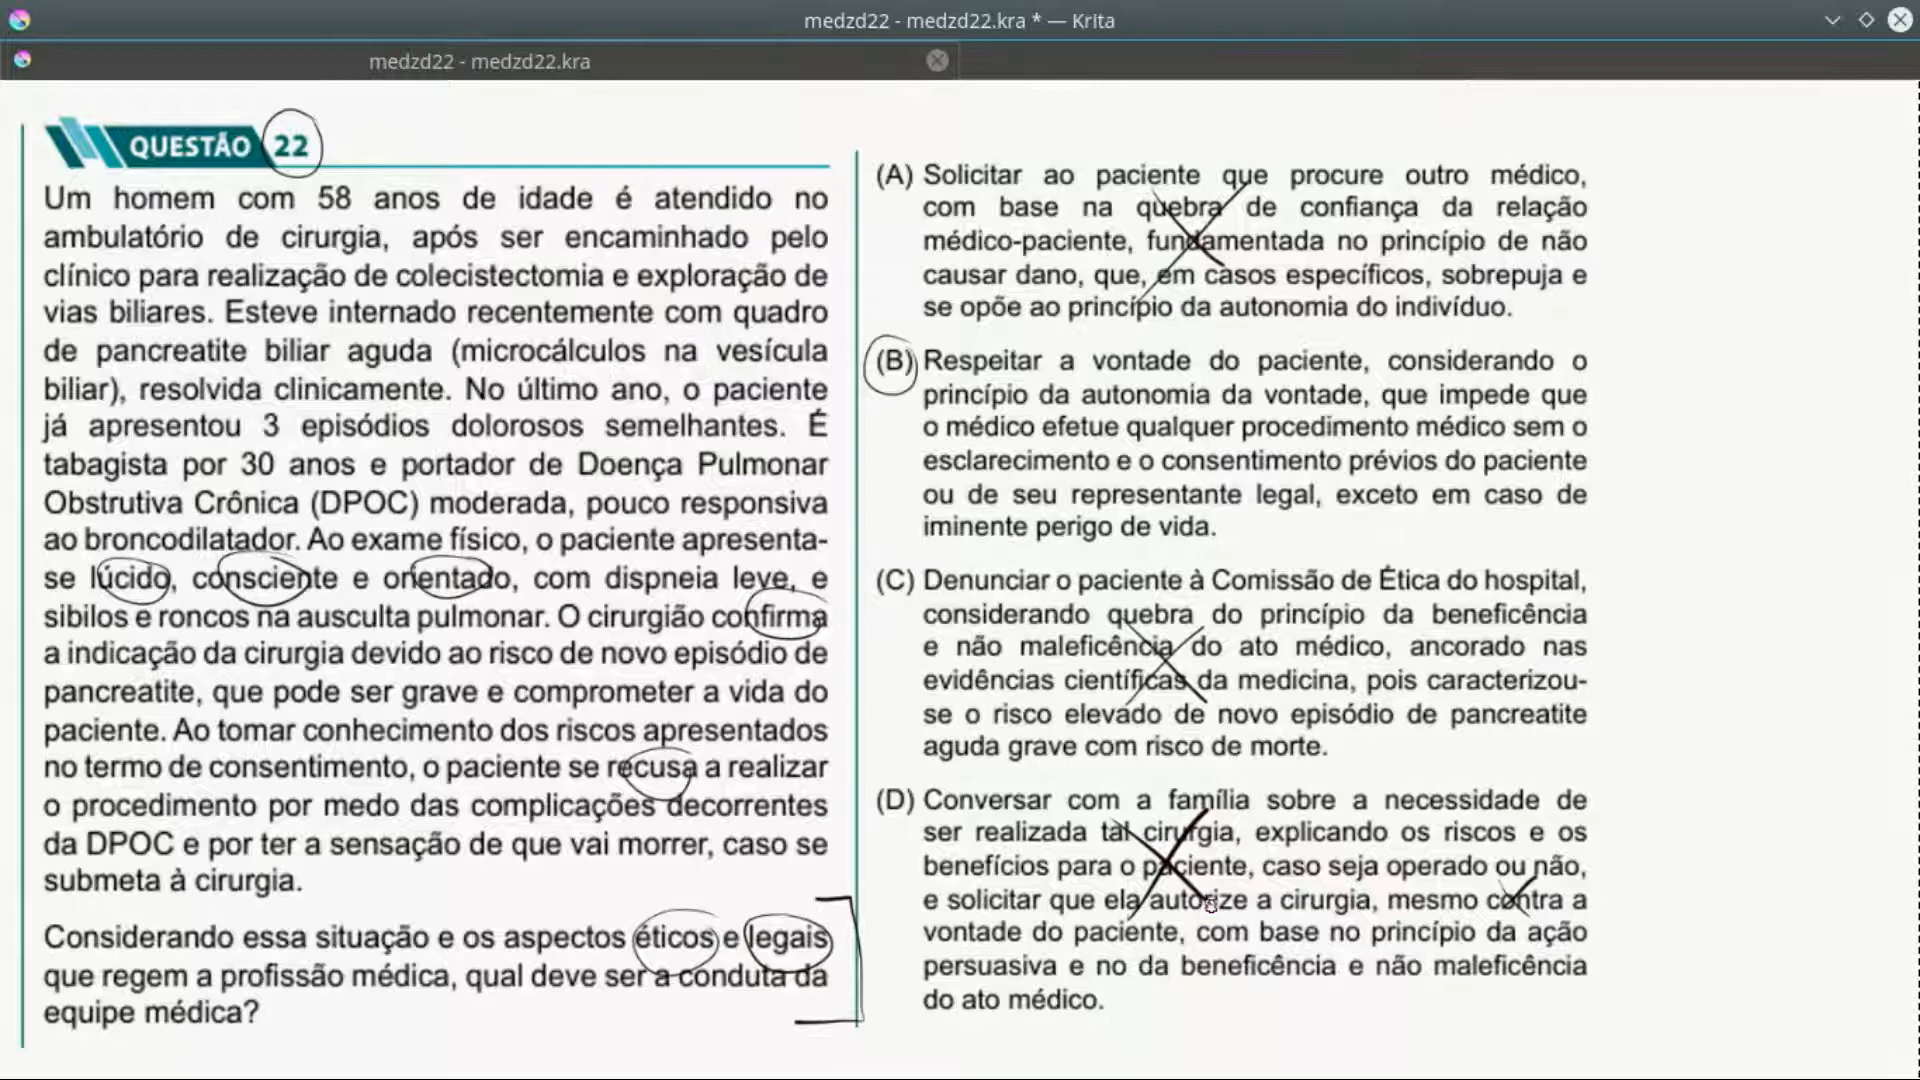 medzd22 - medzd22.kra * — Krita
medzd22 - medzd22.kra
QUESTÃO 22
Um homem com 58 anos de idade é atendido no
ambulatório de cirurgia, após ser encaminhado pelo
clínico para realização de colecistectomia e exploração de
vias biliares. Esteve internado recentemente com quadro
de pancreatite biliar aguda (microcálculos na vesícula
biliar), resolvida clinicamente. No último ano, o paciente
já apresentou 3 episódios dolorosos semelhantes. É
tabagista por 30 anos e portador de Doença Pulmonar
Obstrutiva Crônica (DPOC) moderada, pouco responsiva
ao broncodilatador. Ao exame físico, o paciente apresenta-
se lúcido, consciente e orientado, com dispneia leve, e
sibilos e roncos na ausculta pulmonar. O cirurgião confirma
a indicação da cirurgia devido ao risco de novo episódio de
pancreatite, que pode ser grave e comprometer a vida do
paciente. Ao tomar conhecimento dos riscos apresentados
no termo de consentimento, o paciente se recusa a realizar
o procedimento por medo das complicações decorrentes
da DPOC e por ter a sensação de que vai morrer, caso se
submeta à cirurgia.
Considerando essa situação e os aspectos éticos e legais
que regem a profissão médica, qual deve ser a conduta da
equipe médica?
(A) Solicitar ao paciente que procure outro médico,
com base na quebra de confiança da relação
médico-paciente, fundamentada no princípio de não
causar dano, que, em casos específicos, sobrepuja e
se opõe ao princípio da autonomia do indivíduo.
(B) Respeitar a vontade do paciente, considerando o
princípio da autonomia da vontade, que impede que
o médico efetue qualquer procedimento médico sem o
esclarecimento e o consentimento prévios do paciente
ou de seu representante legal, exceto em caso de
iminente perigo de vida.
(C) Denunciar o paciente à Comissão de Ética do hospital,
considerando quebra do princípio da beneficência
e não maleficência do ato médico, ancorado nas
evidências científicas da medicina, pois caracterizou-
se o risco elevado de novo episódio de pancreatite
aguda grave com risco de morte.
(D) Conversar com a família sobre a necessidade de
ser realizada tal cirurgia, explicando os riscos e os
benefícios para o paciente, caso seja operado ou não,
e solicitar que ela autorize a cirurgia, mesmo contra a
vontade do paciente, com base no princípio da ação
persuasiva e no da beneficência e não maleficência
do ato médico.